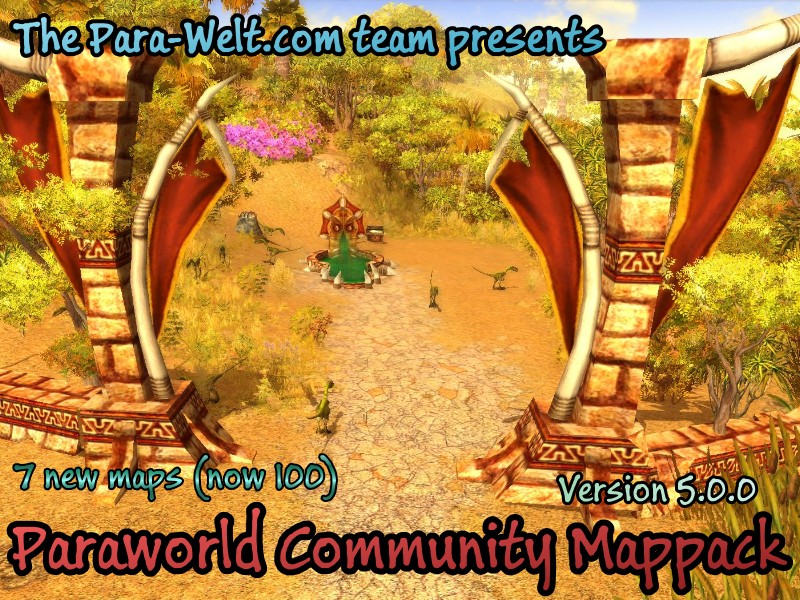 The Para-Welt.com team presents
7 new maps (now 100)
Version 5.0.0
Paraworld Community Mappack